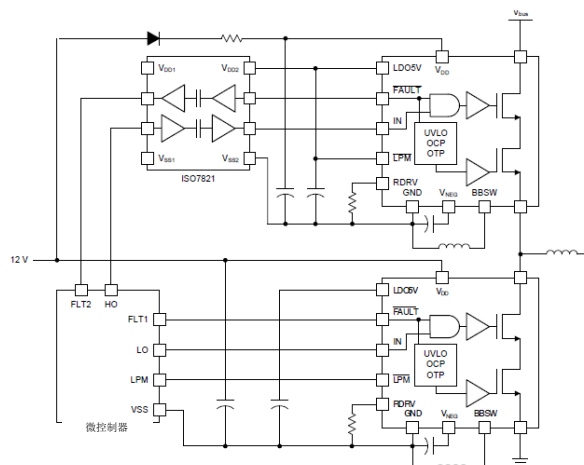 Vbus
VDD1
VDD2
VSS1
VSS2
ISO7821
LDO5V
VDD
FAULT
IN
LPM
RDRV
GND
VNEG
BBSW
UVLO
OCP
OTP
12 V
FLT2
HO
FLT1
LO
LPM
VSS
微控制器
LDO5V
VDD
FAULT
IN
LPM
RDRV
GND
VNEG
BBSW
UVLO
OCP
OTP